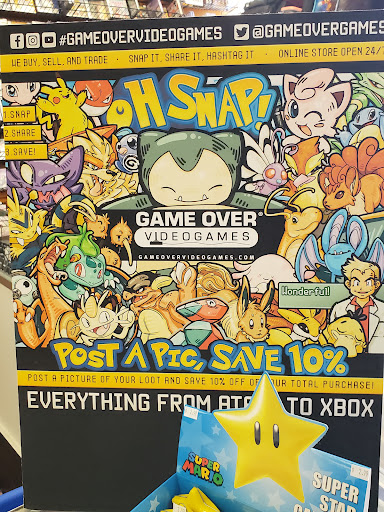 #GAMEOVERVIDEOGAMES @GAMEOVERGAMES
WE BUY, SELL, AND TRADE • SNAP IT, SHARE IT, HASHTAG IT • ONLINE STORE OPEN 24/7
OH SNAP!
1 SNAP
2 SHARE
3 SAVE!
GAME OVER
VIDEOGAMES
GAMEOVERVIDEOGAMES.COM
Wonderful!
POST A PIC, SAVE 10%
POST A PICTURE OF YOUR LOOT AND SAVE 10% OFF OF YOUR TOTAL PURCHASE!
EVERYTHING FROM TO XBOX
SUPER
MARIO
SUPER
STAR